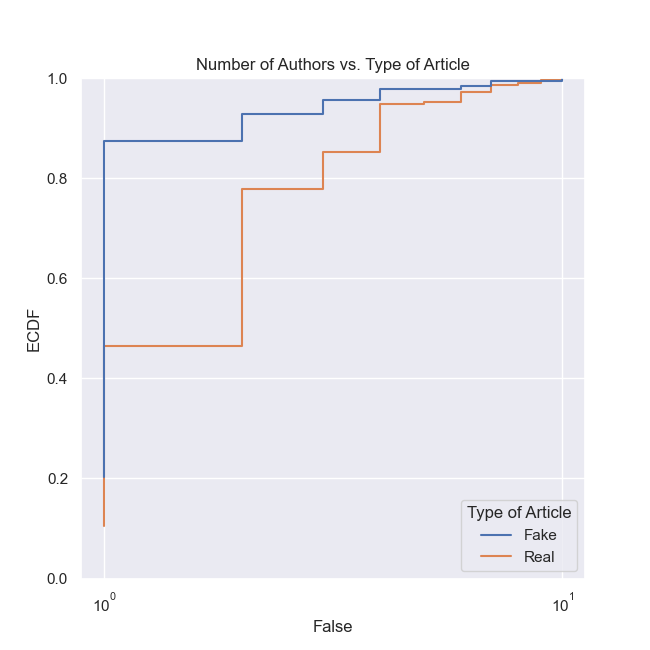 Number of Authors vs. Type of Article
1.0
0.8
0.6
0.4
0.2
0.0
ECDF
Type of Article
Fake
Real
10^0
10^1
False